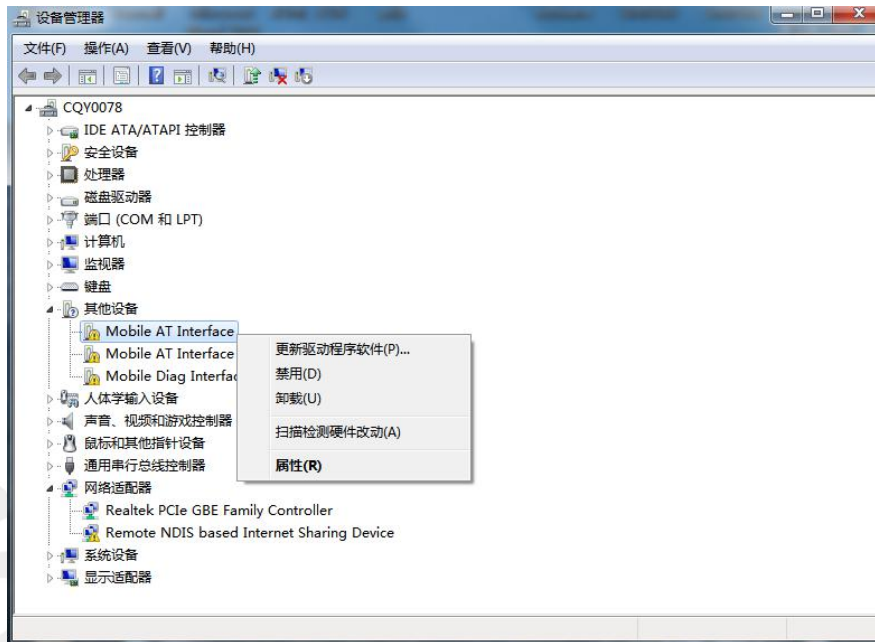 设备管理器
文件(F) 操作(A) 查看(V) 帮助(H)
CQY0078
IDE ATA/ATAPI 控制器
安全设备
处理器
磁盘驱动器
端口 (COM 和 LPT)
计算机
监视器
键盘
其他设备
Mobile AT Interface
Mobile AT Interface
Mobile Diag Interfac
人体学输入设备
声音、视频和游戏控制器
鼠标和其他指针设备
通用串行总线控制器
网络适配器
Realtek PCIe GBE Family Controller
Remote NDIS based Internet Sharing Device
系统设备
显示适配器
更新驱动程序软件(P)...
禁用(D)
卸载(U)
扫描检测硬件改动(A)
属性(R)